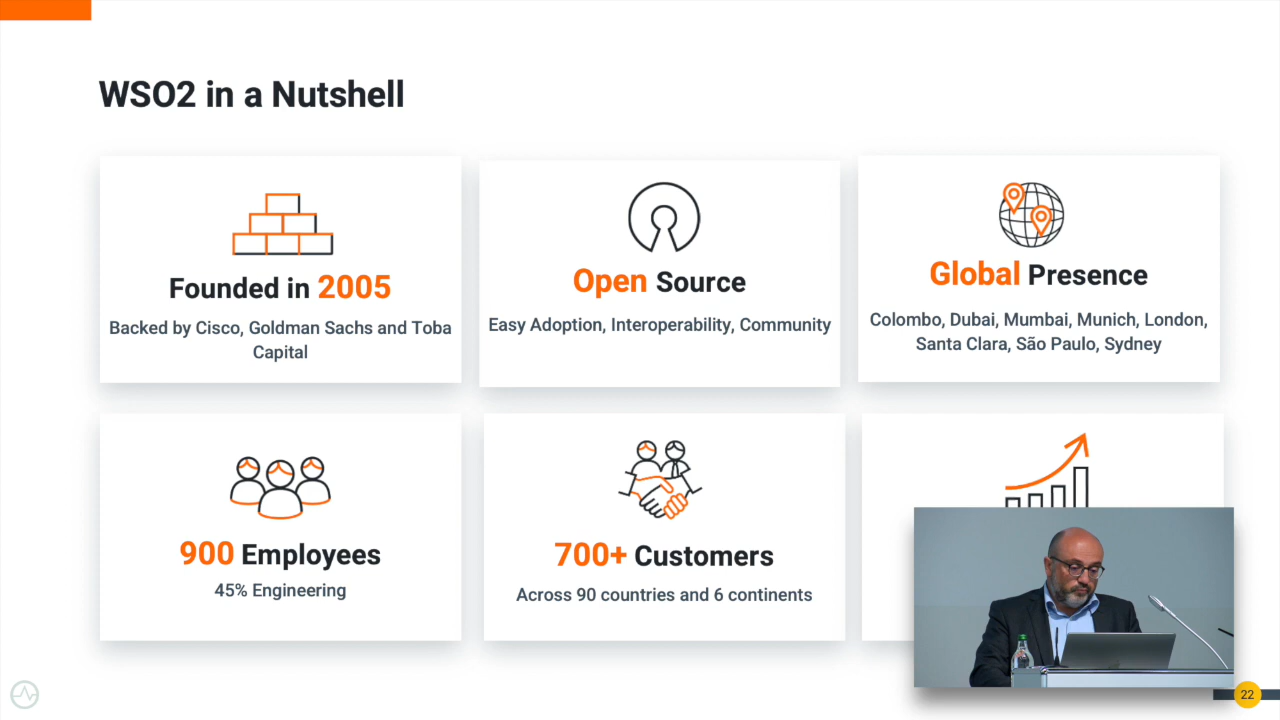 WSO2 in a Nutshell
Founded in 2005
Backed by Cisco, Goldman Sachs and Toba
Capital
Open Source
Easy Adoption, Interoperability, Community
Global Presence
Colombo, Dubai, Mumbai, Munich, London,
Santa Clara, São Paulo, Sydney
900 Employees
45% Engineering
700+ Customers
Across 90 countries and 6 continents
22